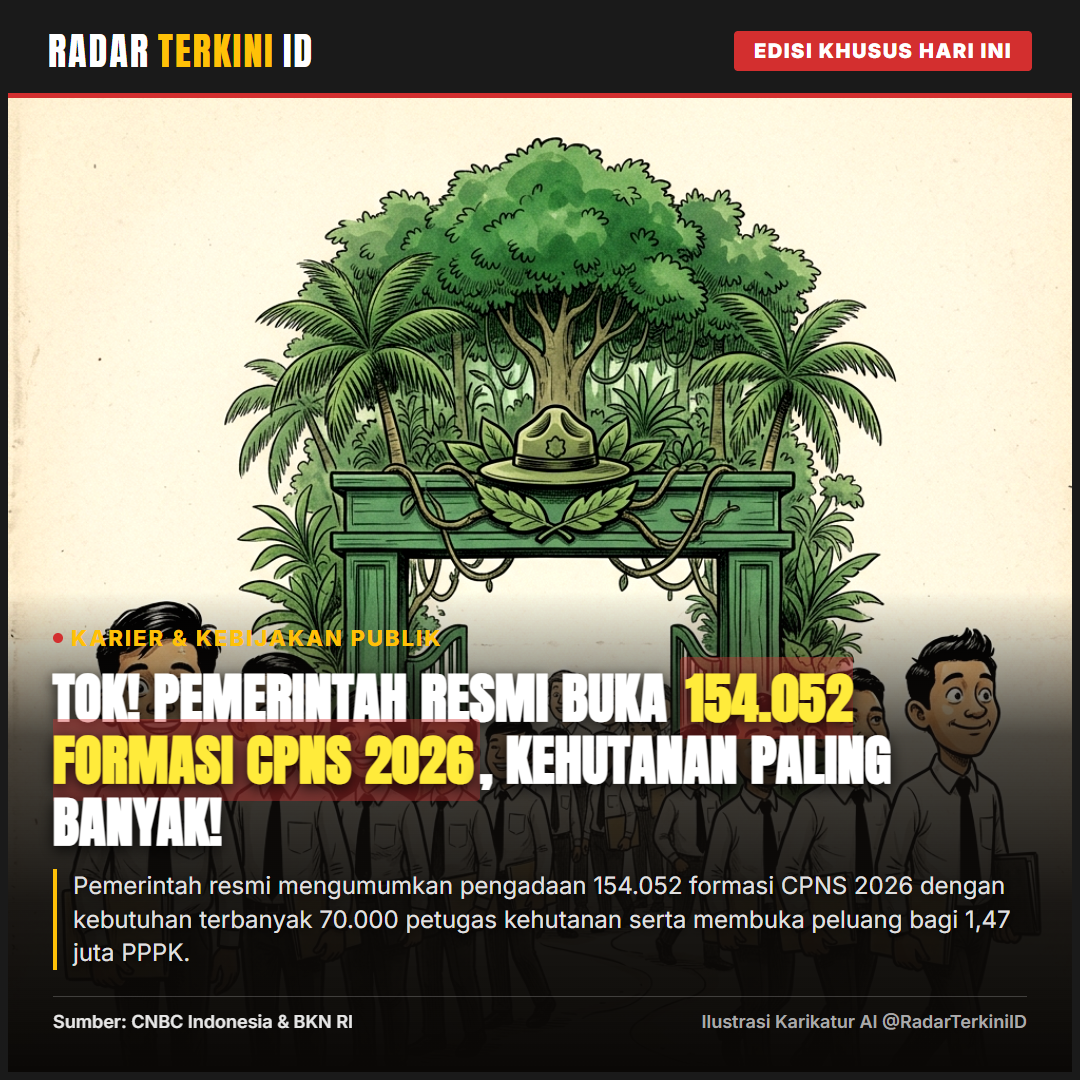 RADAR TERKINI ID
EDISI KHUSUS HARI INI
KARIER & KEBIJAKAN PUBLIK
TOK! PEMERINTAH RESMI BUKA 154.052
FORMASI CPNS 2026, KEHUTANAN PALING
BANYAK!
Pemerintah resmi mengumumkan pengadaan 154.052 formasi CPNS 2026 dengan
kebutuhan terbanyak 70.000 petugas kehutanan serta membuka peluang bagi 1,47
juta PPPK.
Sumber: CNBC Indonesia & BKN RI
Ilustrasi Karikatur AI @RadarTerkiniID